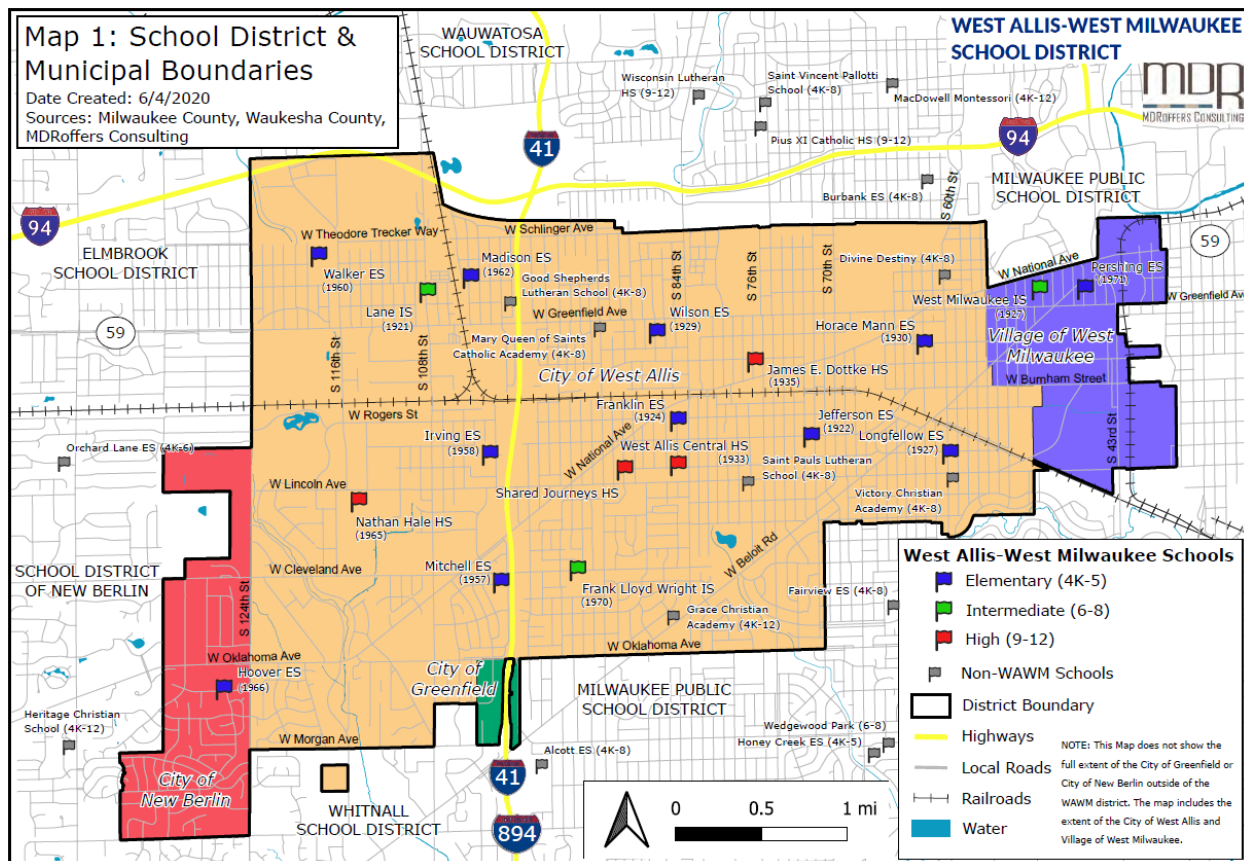 Map 1: School District &
Municipal Boundaries
Date Created: 6/4/2020
Sources: Milwaukee County, Waukesha County,
MDRoffers Consulting
WEST ALLIS-WEST MILWAUKEE
SCHOOL DISTRICT
MDR
MDROFFERS CONSULTING
WAUWATOSA
SCHOOL DISTRICT
Wisconsin Lutheran
HS (9-12)
Saint Vincent Pallotti
School (4K-8)
MacDowell Montessori (4K-12)
Pius XI Catholic HS (9-12)
41
94
MILWAUKEE PUBLIC
SCHOOL DISTRICT
Burbank ES (4K-8)
S 60th St
94
ELMBROOK
SCHOOL DISTRICT
W Theodore Trecker Way
W Schlinger Ave
59
Walker ES
(1960)
Madison ES
(1962)
Good Shepherds
Lutheran School (4K-8)
S 84th St
S 76th St
S 70th St
Divine Destiny (4K-8)
W National Ave
Pershing ES
(1971)
W Greenfield Ave
Lane IS
(1921)
W Greenfield Ave
Wilson ES
(1929)
West Milwaukee IS
(1927)
59
S 116th St
S 108th St
Mary Queen of Saints
Catholic Academy (4K-8)
Horace Mann ES
(1930)
Village of West
Milwaukee
City of West Allis
James E. Dottke HS
(1935)
W Burnham Street
W Rogers St
Franklin ES
(1924)
Jefferson ES
(1922)
S 43rd St
Orchard Lane ES (4K-6)
Irving ES
(1958)
W National Ave
West Allis Central HS
(1933)
Longfellow ES
(1927)
Saint Pauls Lutheran
School (4K-8)
W Lincoln Ave
Shared Journeys HS
Victory Christian
Academy (4K-8)
Nathan Hale HS
(1965)
W Beloit Rd
SCHOOL DISTRICT
OF NEW BERLIN
S 124th St
W Cleveland Ave
Mitchell ES
(1957)
Frank Lloyd Wright IS
(1970)
Fairview ES (4K-8)
Grace Christian
Academy (4K-12)
W Oklahoma Ave
W Oklahoma Ave
Hoover ES
(1966)
City of
Greenfield
MILWAUKEE PUBLIC
SCHOOL DISTRICT
Heritage Christian
School (4K-12)
W Morgan Ave
Wedgewood Park (6-8)
Honey Creek ES (4K-5)
Alcott ES (4K-8)
City of
New Berlin
41
894
WHITNALL
SCHOOL DISTRICT
0 0.5 1 mi
West Allis-West Milwaukee Schools
Elementary (4K-5)
Intermediate (6-8)
High (9-12)
Non-WAWM Schools
District Boundary
Highways
Local Roads
Railroads
Water
NOTE: This Map does not show the
full extent of the City of Greenfield or
City of New Berlin outside of the
WAWM district. The map includes the
extent of the City of West Allis and
Village of West Milwaukee.